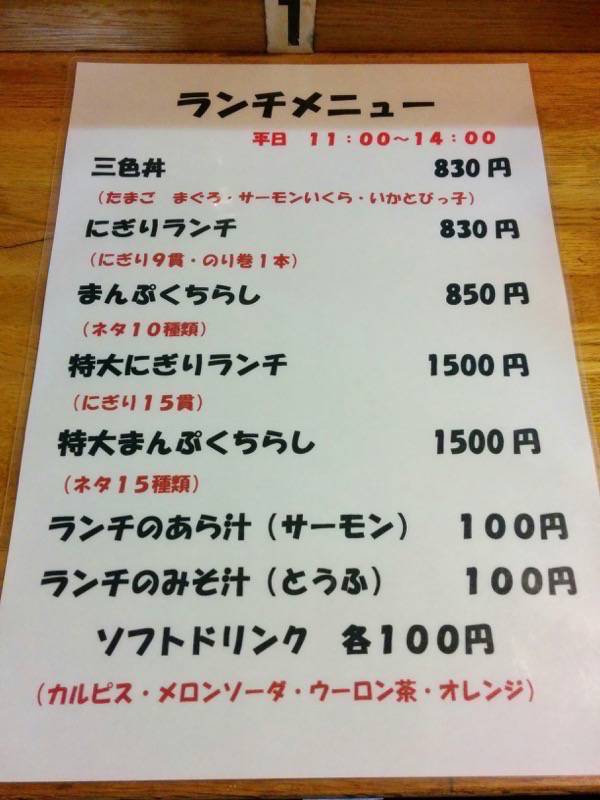 1
ランチメニュー
平日　11：00～14：00
三色丼　830円
（たまご　まぐろ・サーモンいくら・いかとびっ子）
にぎりランチ　830円
（にぎり9貫・のり巻1本）
まんぷくちらし　850円
（ネタ10種類）
特大にぎりランチ　1500円
（にぎり15貫）
特大まんぷくちらし　1500円
（ネタ15種類）
ランチのあら汁（サーモン）　100円
ランチのみそ汁（とうふ）　100円
ソフトドリンク　各100円
（カルピス・メロンソーダ・ウーロン茶・オレンジ）